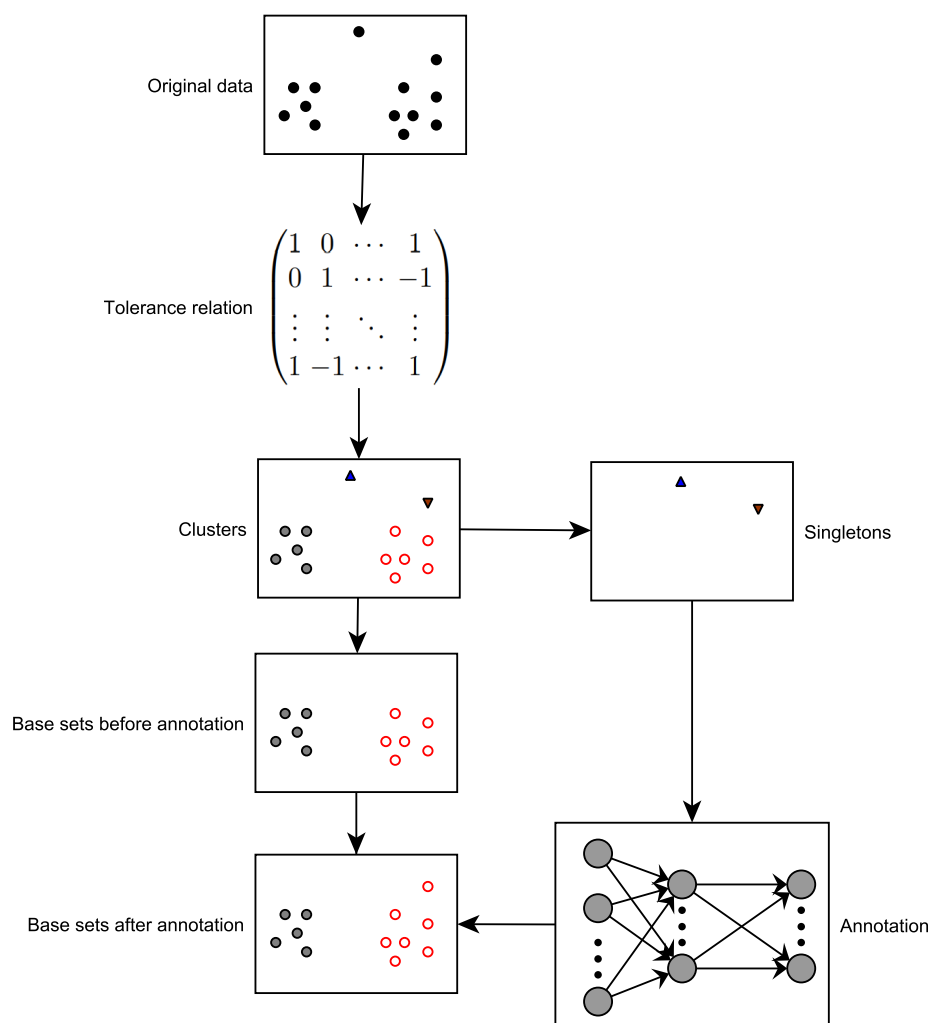 Original data
1 0 ⋯ 1
0 1 ⋯ −1
Tolerance relation
⋮ ⋮ ⋱ ⋮
1 −1 ⋯ 1
Clusters
Singletons
Base sets before annotation
Base sets after annotation
Annotation